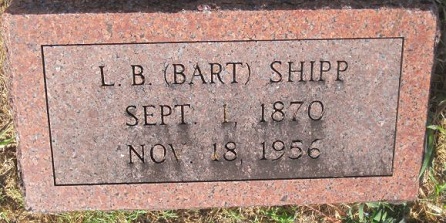 L. B. (BART) SHIPP
SEPT. 1, 1870
NOV. 18, 1956